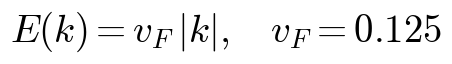 E(k) = v_F |k|,   v_F = 0.125